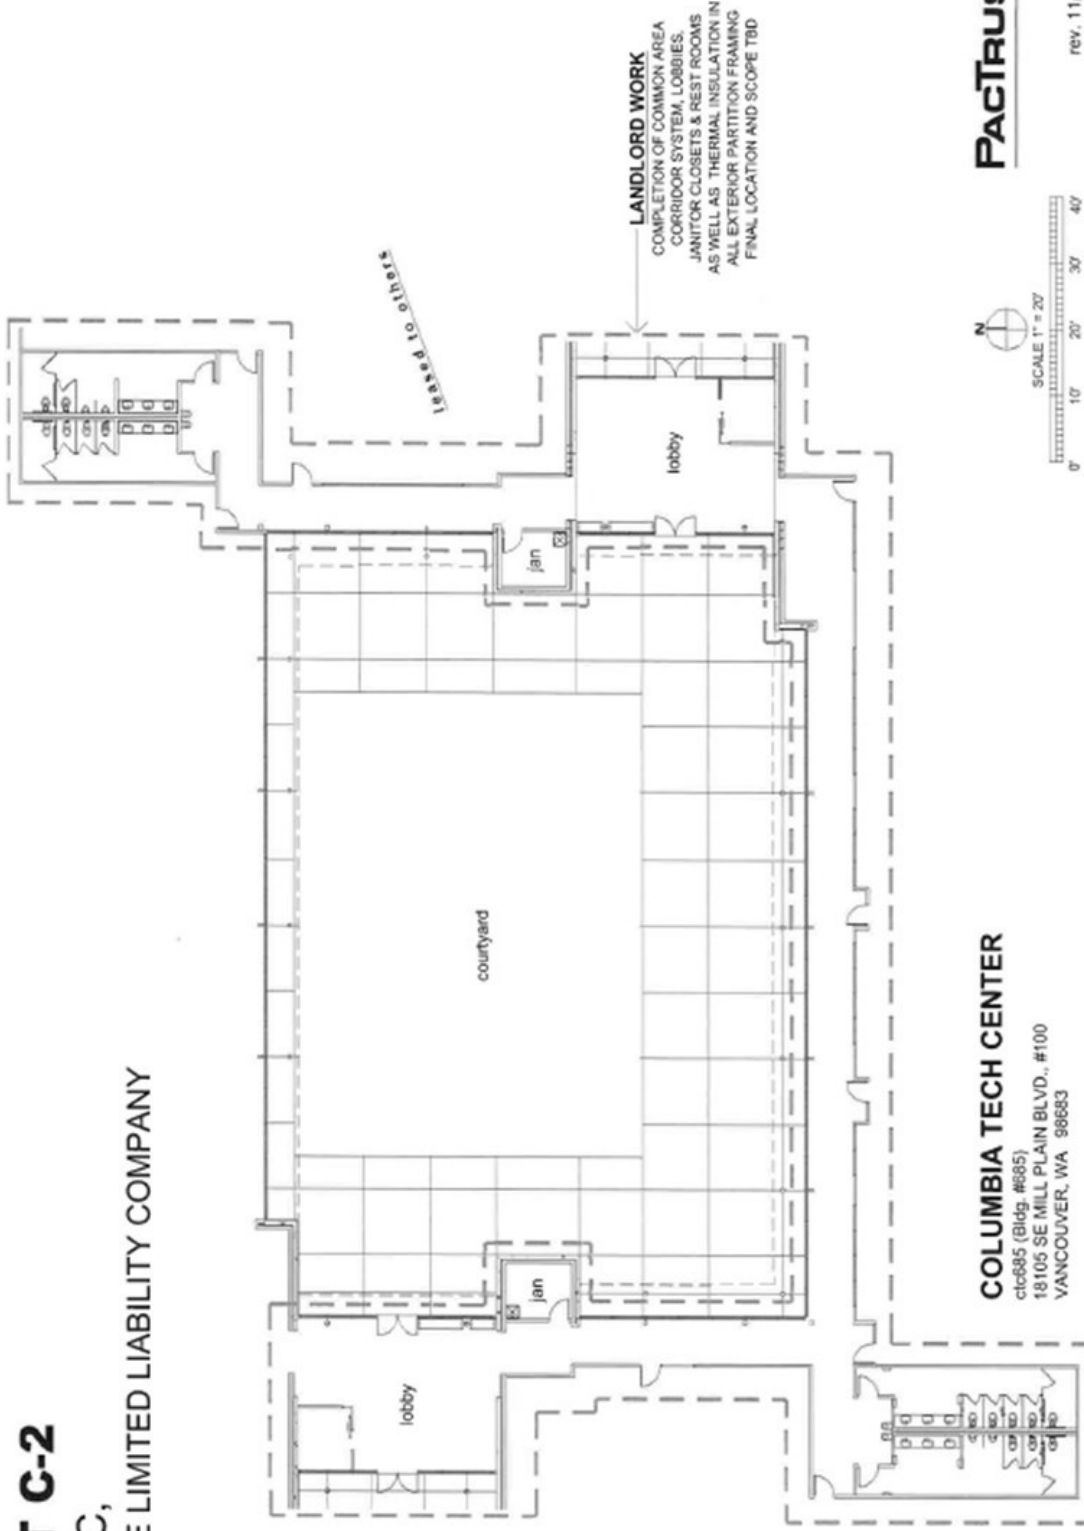 T C-2
C,
E LIMITED LIABILITY COMPANY
leased to others
LANDLORD WORK
COMPLETION OF COMMON AREA
CORRIDOR SYSTEM, LOBBIES,
JANITOR CLOSETS & REST ROOMS
AS WELL AS THERMAL INSULATION IN
ALL EXTERIOR PARTITION FRAMING
FINAL LOCATION AND SCOPE TBD
lobby
jan
courtyard
jan
lobby
COLUMBIA TECH CENTER
ctc685 (Bldg. #685)
18105 SE MILL PLAIN BLVD., #100
VANCOUVER, WA 98683
N
SCALE 1" = 20'
0' 10' 20' 30' 40'
PACTRUS
rev. 11